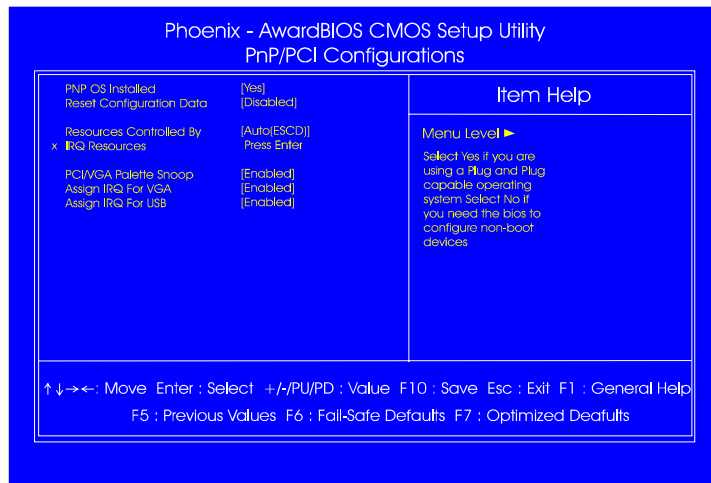 Phoenix - AwardBIOS CMOS Setup Utility
PnP/PCI Configurations
PNP OS Installed [Yes]
Reset Configuration Data [Disabled]
Resources Controlled By [Auto(ESCD)]
x IRQ Resources Press Enter
PCI/VGA Palette Snoop [Enabled]
Assign IRQ For VGA [Enabled]
Assign IRQ For USB [Enabled]
Item Help
Menu Level ►
Select Yes if you are
using a Plug and Plug
capable operating
system Select No if
you need the bios to
configure non-boot
devices
↑↓→←: Move Enter : Select +/-/PU/PD : Value F10 : Save Esc : Exit F1 : General Help
F5 : Previous Values F6 : Fail-Safe Defaults F7 : Optimized Deafults